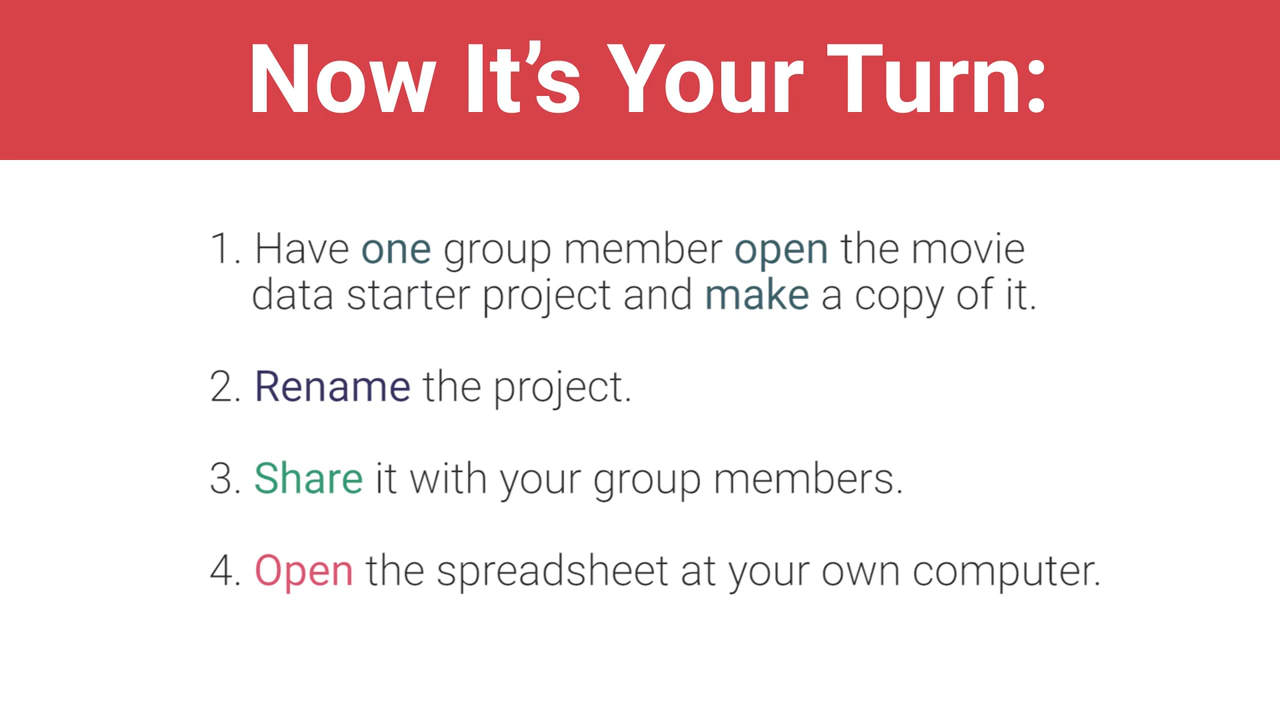 Now It’s Your Turn:
1. Have one group member open the movie
data starter project and make a copy of it.
2. Rename the project.
3. Share it with your group members.
4. Open the spreadsheet at your own computer.